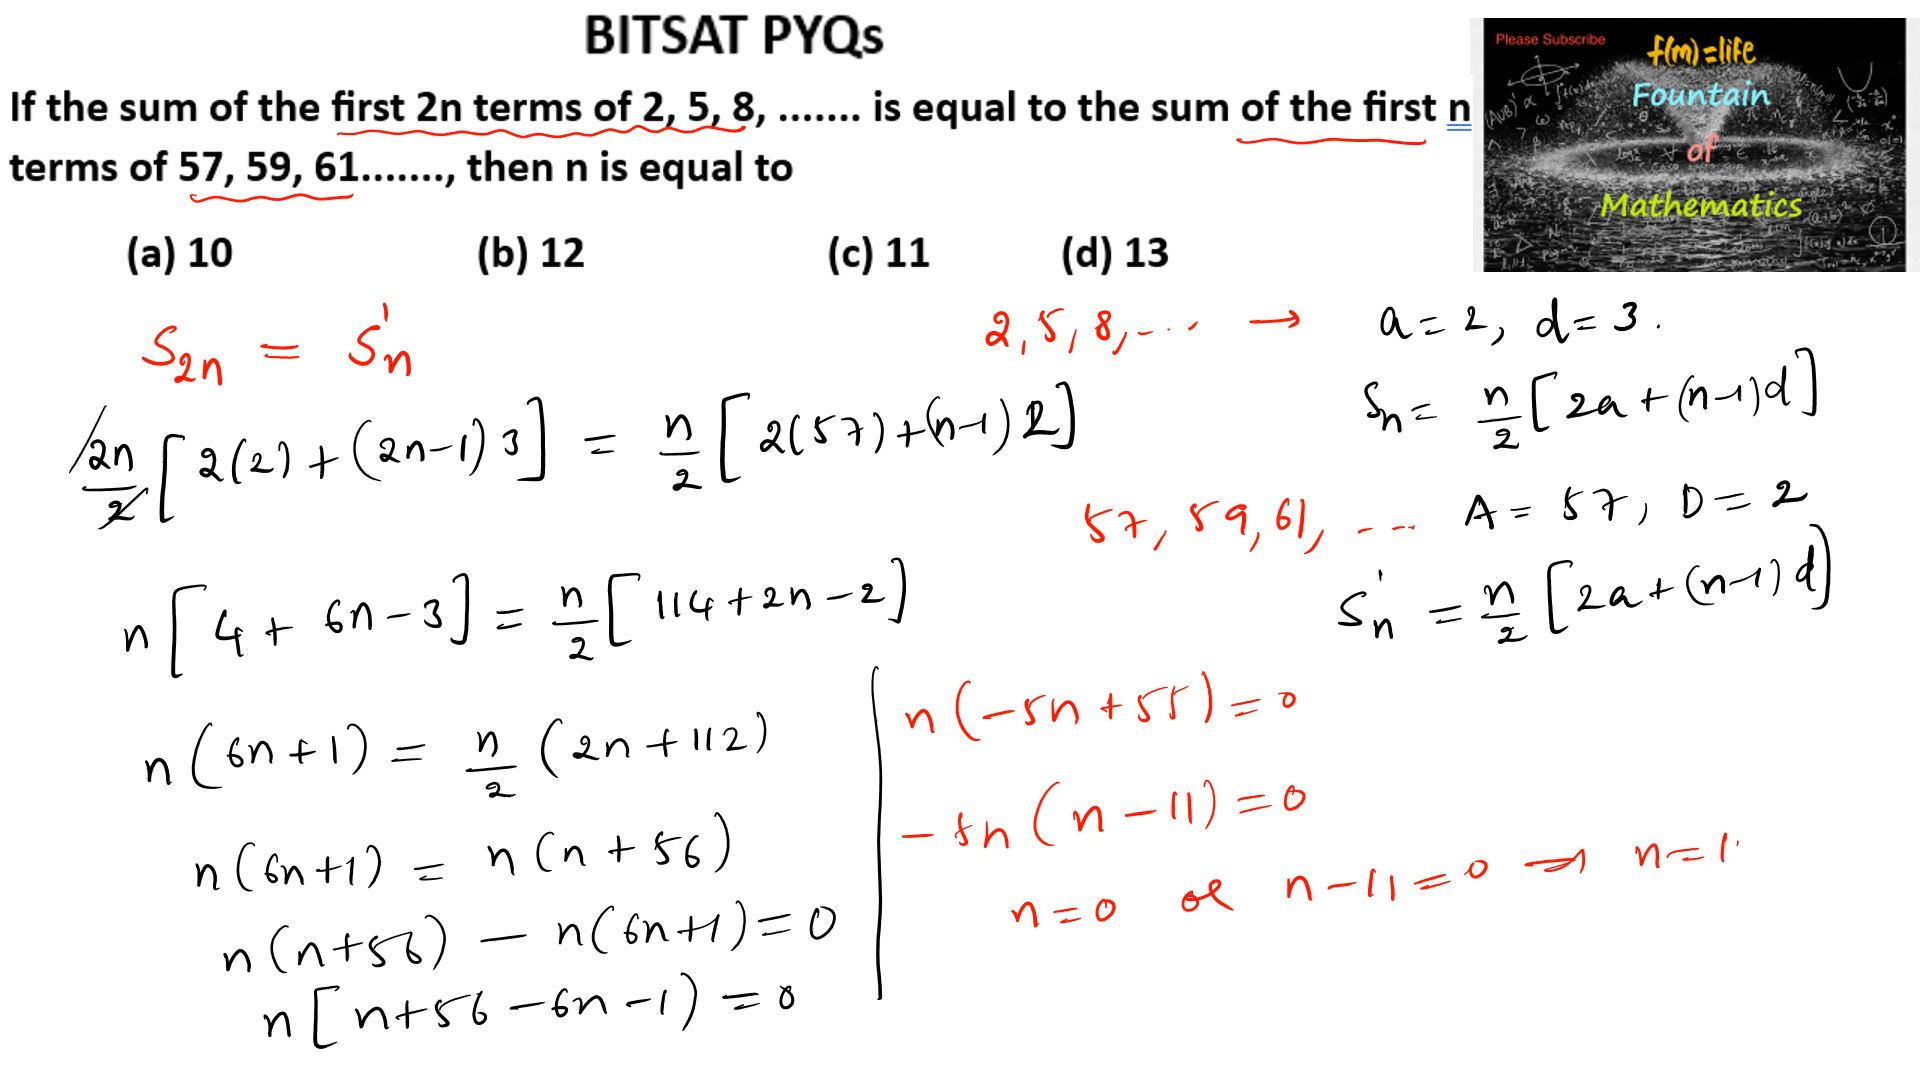 BITSAT PYQs
If the sum of the first 2n terms of 2, 5, 8, ....... is equal to the sum of the first n
terms of 57, 59, 61......., then n is equal to
(a) 10 (b) 12 (c) 11 (d) 13
Please Subscribe
f(m)=life
Fountain
of
Mathematics
S2n = S'n
2, 5, 8, ... → a = 2, d = 3.
Sn = n/2 [2a + (n-1)d]
2n/2 [2(2) + (2n-1)3] = n/2 [2(57) + (n-1)2]
57, 59, 61, ... A = 57, D = 2
S'n = n/2 [2a + (n-1)d]
n[4 + 6n - 3] = n/2 [114 + 2n - 2]
n(6n+1) = n/2 (2n + 112)
n(6n+1) = n(n + 56)
n(n+56) - n(6n+1) = 0
n[n+56 - 6n - 1) = 0
n(-5n + 55) = 0
-5n(n - 11) = 0
n = 0 or n - 11 = 0 ⇒ n = 1